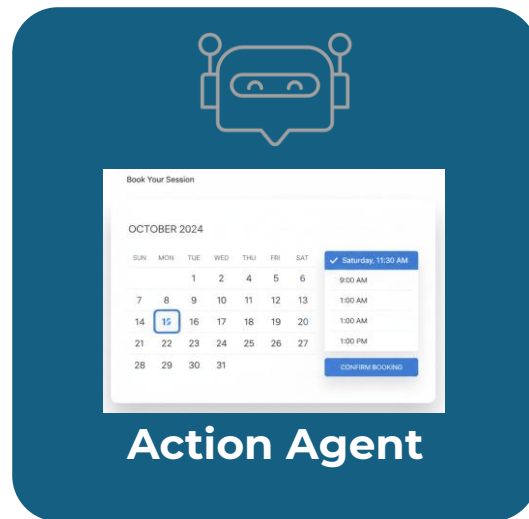 Book Your Session
OCTOBER 2024
SUN MON TUE WED THU FRI SAT
1 2 4 5 6
7 8 9 10 11 12 13
14 15 16 17 18 19 20
21 22 23 24 25 26 27
28 29 30 31
✓ Saturday, 11:30 AM
9:00 AM
1:00 AM
1:00 AM
1:00 PM
CONFIRM BOOKING
Action Agent